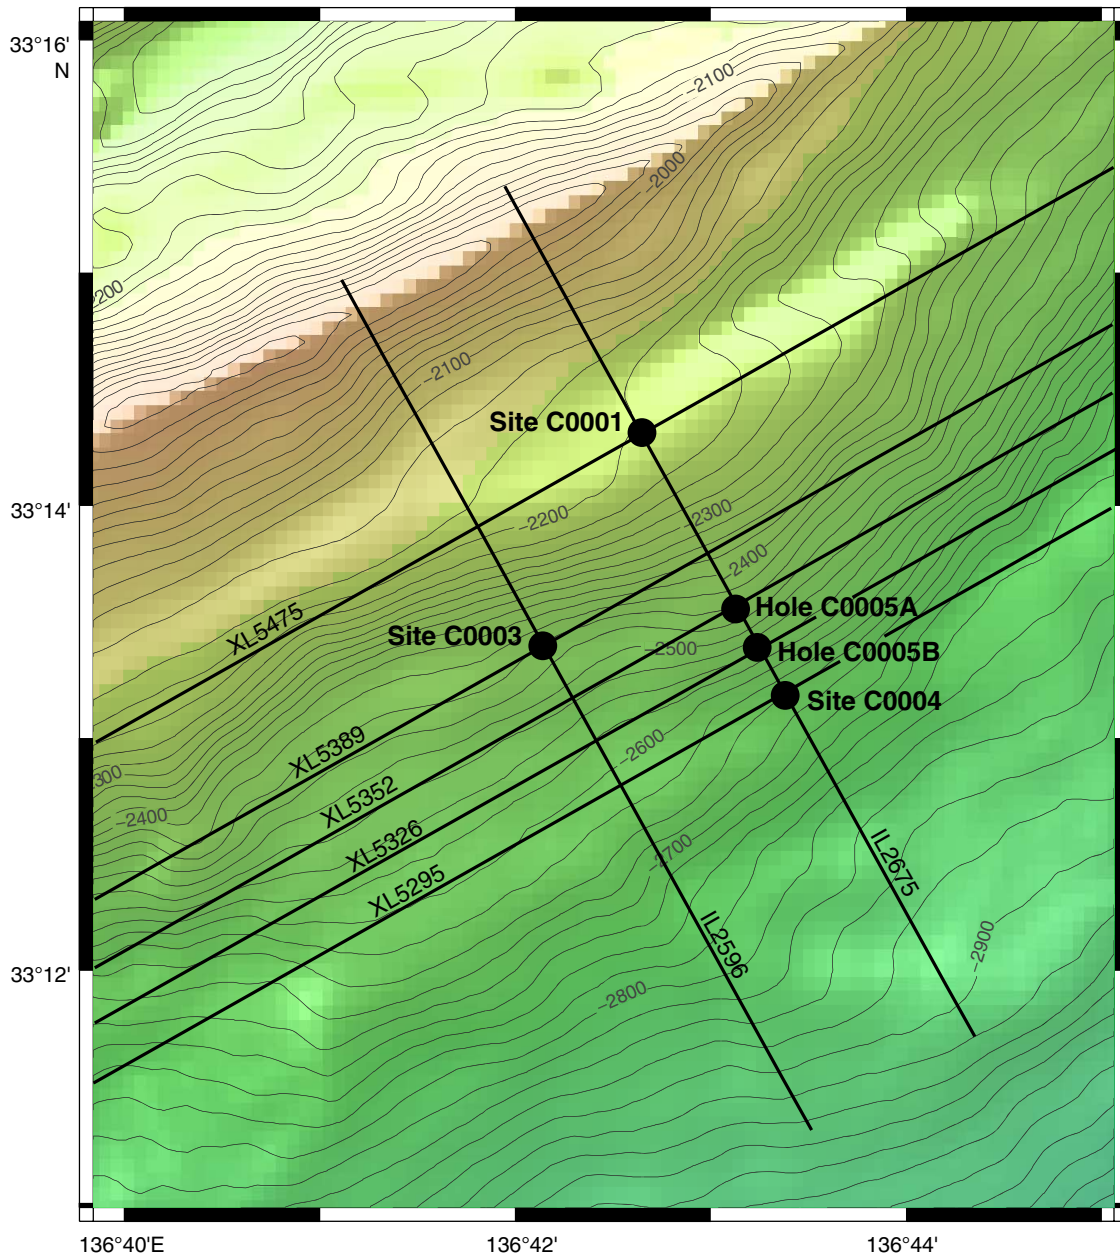 33°16'
N
−2100
−2000
200
−2100
Site C0001
33°14'
−2200
−2300
−2400
Hole C0005A
XL5475
Site C0003
−2500
Hole C0005B
Site C0004
XL5389
−2600
300
XL5352
−2400
XL5326
−2700
IL2675
XL5295
IL2596
−2900
33°12'
−2800
136°40'E
136°42'
136°44'